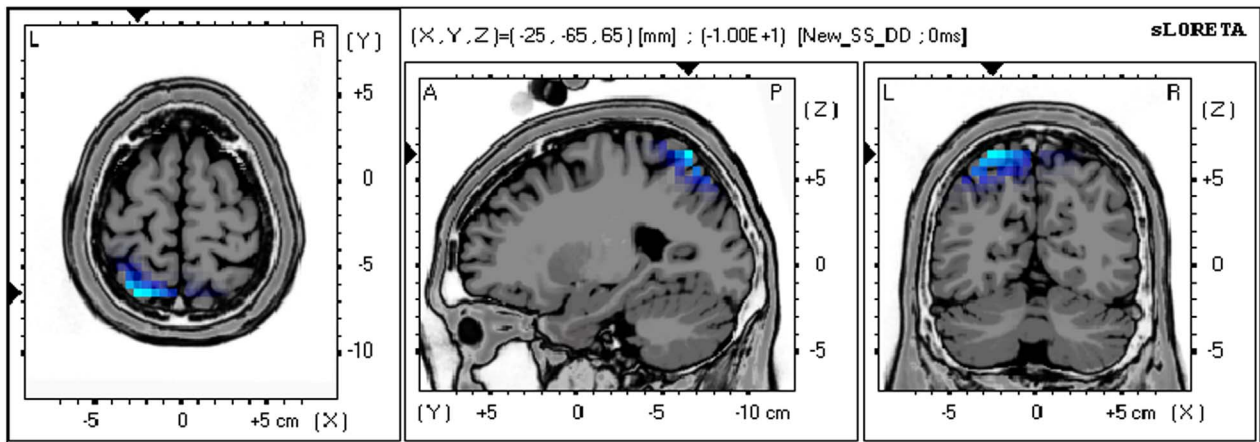 (X, Y, Z)=(-25, -65, 65) [mm] ; (-1.00E+1) [New_SS_DD ; 0ms]
sLORETA
L R (Y)
+5
0
-5
-10
-5 0 +5 cm (X)
A P (Z)
+5
0
-5
(Y) +5 0 -5 -10 cm
L R (Z)
+5
0
-5
-5 0 +5 cm (X)